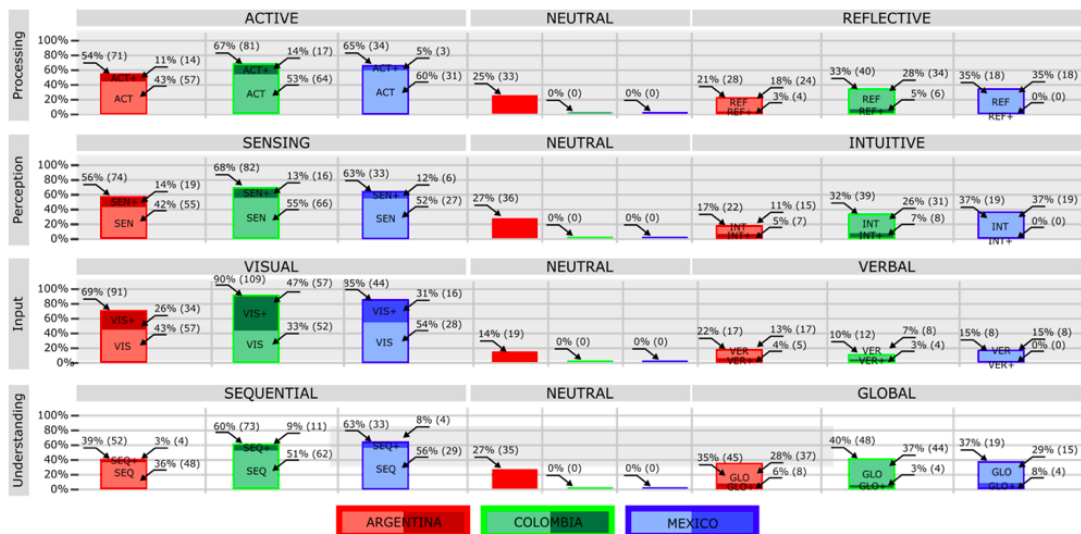 ACTIVE NEUTRAL REFLECTIVE
Processing
100%
80%
60%
40%
20%
0%
54% (71) 11% (14) 43% (57) ACT+ ACT
67% (81) 14% (17) 53% (64) ACT+ ACT
65% (34) 5% (3) 60% (31) ACT+ ACT
25% (33) 0% (0) 0% (0)
21% (28) 18% (24) 3% (4) REF REF+
33% (40) 28% (34) 5% (6) REF REF+
35% (18) 35% (18) 0% (0) REF REF+
SENSING NEUTRAL INTUITIVE
Perception
100%
80%
60%
40%
20%
0%
56% (74) 14% (19) 42% (55) SEN+ SEN
68% (82) 13% (16) 55% (66) SEN+ SEN
63% (33) 12% (6) 52% (27) SEN+ SEN
27% (36) 0% (0) 0% (0)
17% (22) 11% (15) 5% (7) INT INT+
32% (39) 26% (31) 7% (8) INT INT+
37% (19) 37% (19) 0% (0) INT INT+
VISUAL NEUTRAL VERBAL
Input
100%
80%
60%
40%
20%
0%
69% (91) 26% (34) 43% (57) VIS+ VIS
90% (109) 47% (57) 33% (52) VIS+ VIS
85% (44) 31% (16) 54% (28) VIS+ VIS
14% (19) 0% (0) 0% (0)
22% (17) 13% (17) 4% (5) VER VER+
10% (12) 7% (8) 3% (4) VER VER+
15% (8) 15% (8) 0% (0) VER VER+
SEQUENTIAL NEUTRAL GLOBAL
Understanding
100%
80%
60%
40%
20%
0%
39% (52) 3% (4) 36% (48) SEQ+ SEQ
60% (73) 9% (11) 51% (62) SEQ+ SEQ
63% (33) 8% (4) 56% (29) SEQ+ SEQ
27% (35) 0% (0) 0% (0)
35% (45) 28% (37) 6% (8) GLO GLO+
40% (48) 37% (44) 3% (4) GLO GLO+
37% (19) 29% (15) 8% (4) GLO GLO+
ARGENTINA COLOMBIA MEXICO